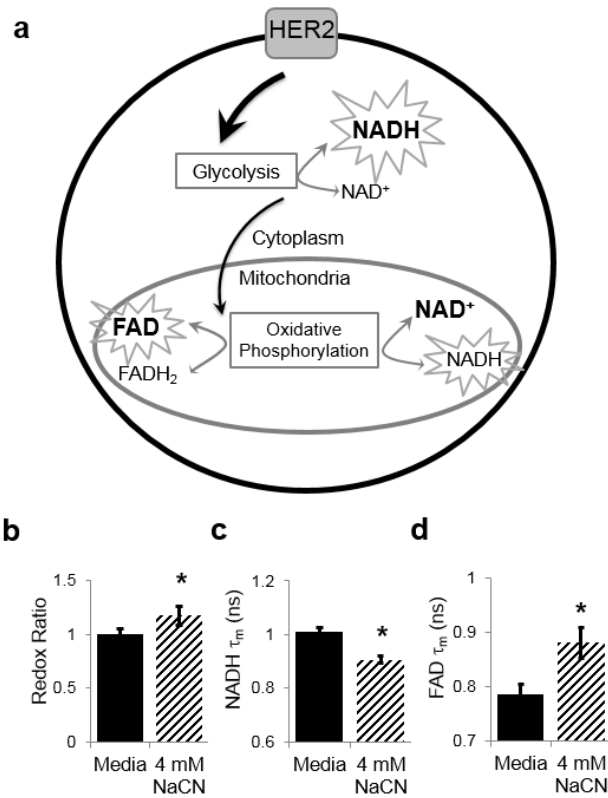 a
HER2
NADH
Glycolysis
NAD⁺
Cytoplasm
Mitochondria
FAD
FADH₂
Oxidative
Phosphorylation
NAD⁺
NADH
b
Redox Ratio
1.5
1
0.5
0
Media
4 mM
NaCN
*
c
NADH τₘ (ns)
1.2
1
0.8
0.6
Media
4 mM
NaCN
*
d
FAD τₘ (ns)
1
0.9
0.8
0.7
Media
4 mM
NaCN
*